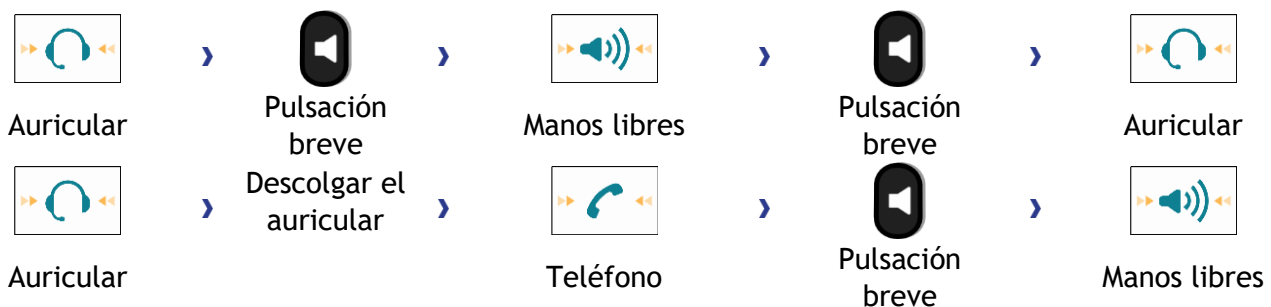 Auricular
Pulsación
breve
Manos libres
Pulsación
breve
Auricular
Auricular
Descolgar el
auricular
Teléfono
Pulsación
breve
Manos libres